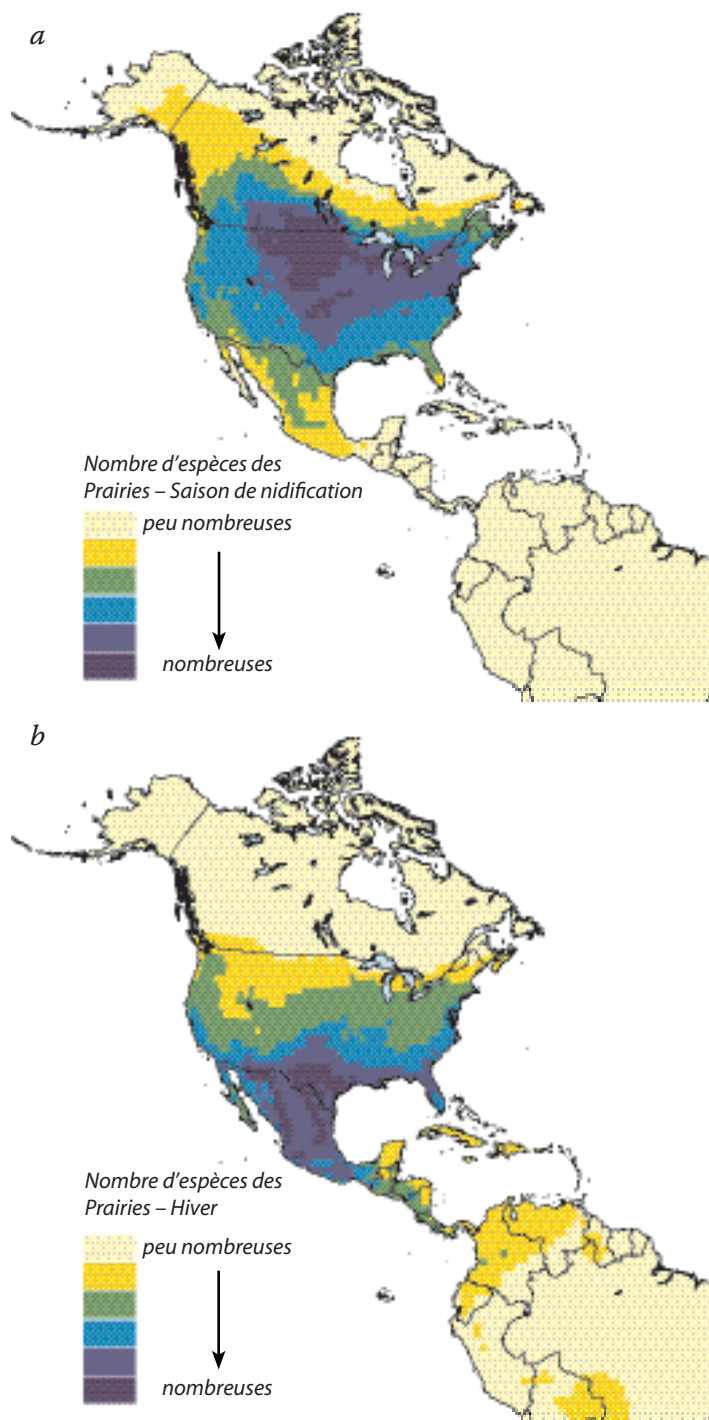 a
Nombre d'espèces des
Prairies – Saison de nidification
peu nombreuses
nombreuses
b
Nombre d'espèces des
Prairies – Hiver
peu nombreuses
nombreuses